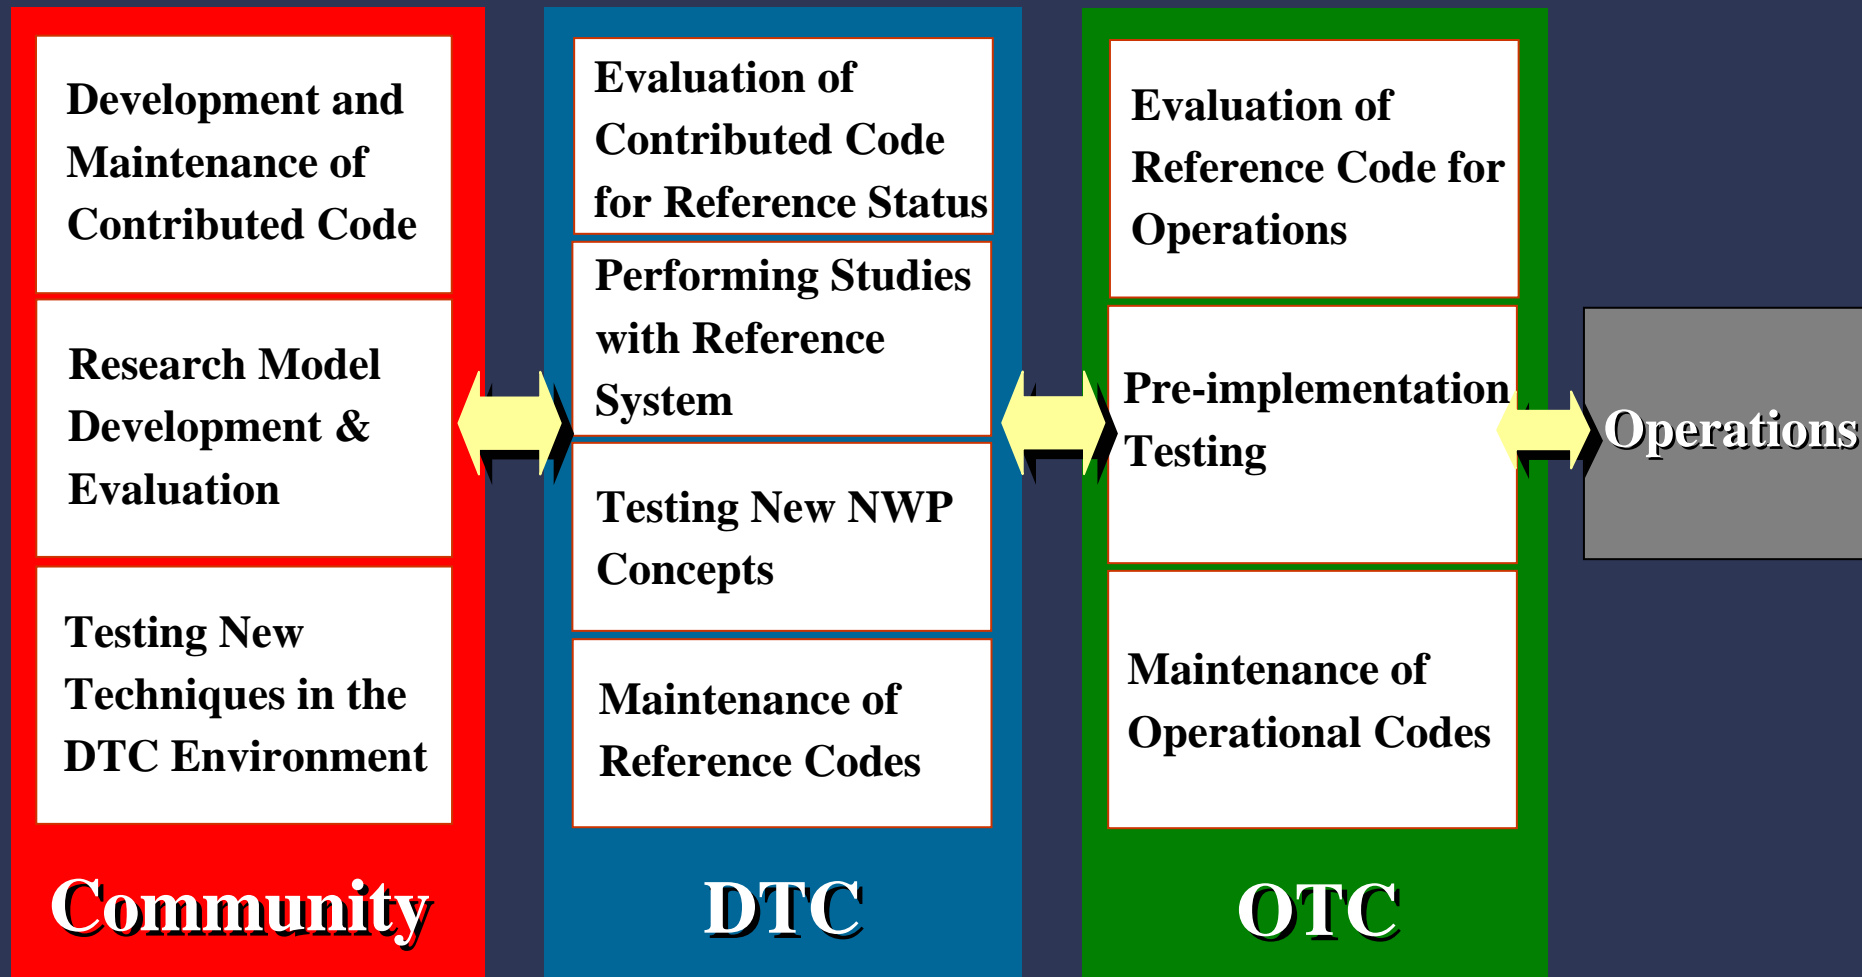 Development and
Maintenance of
Contributed Code
Research Model
Development &
Evaluation
Testing New
Techniques in the
DTC Environment
Community
Evaluation of
Contributed Code
for Reference Status
Performing Studies
with Reference
System
Testing New NWP
Concepts
Maintenance of
Reference Codes
DTC
Evaluation of
Reference Code for
Operations
Pre-implementation
Testing
Maintenance of
Operational Codes
OTC
Operations